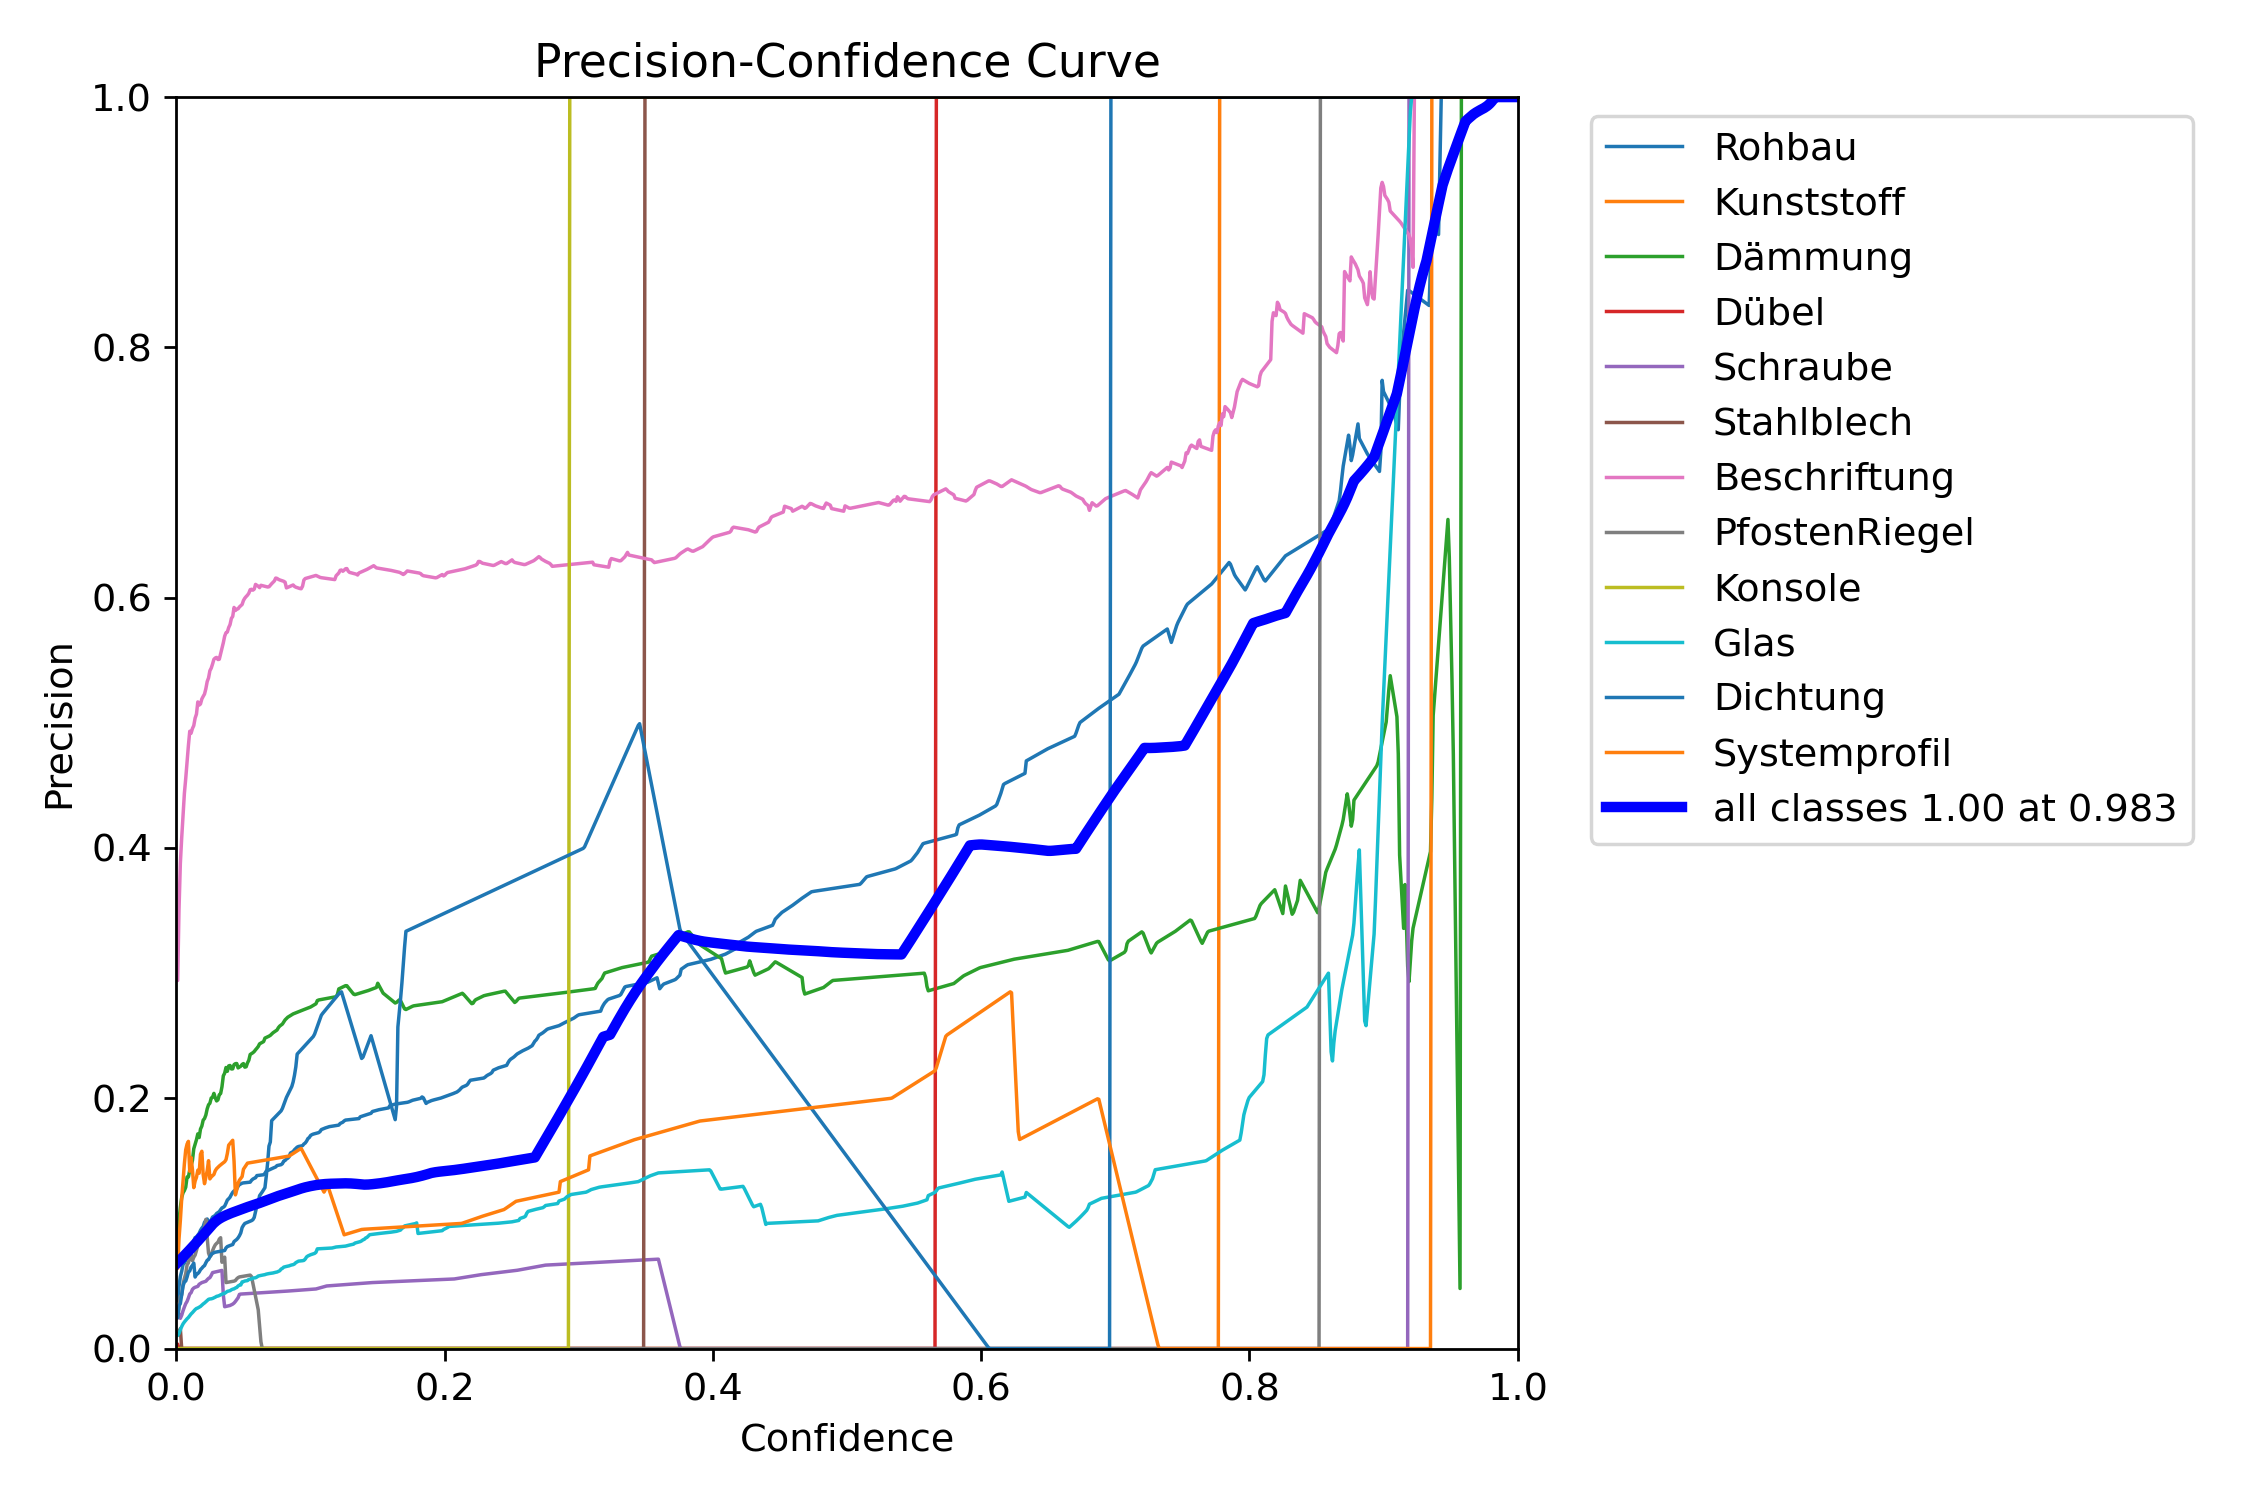 Precision-Confidence Curve
1.0
0.8
0.6
0.4
0.2
0.0
Precision
0.0 0.2 0.4 0.6 0.8 1.0
Confidence
Rohbau
Kunststoff
Dämmung
Dübel
Schraube
Stahlblech
Beschriftung
PfostenRiegel
Konsole
Glas
Dichtung
Systemprofil
all classes 1.00 at 0.983